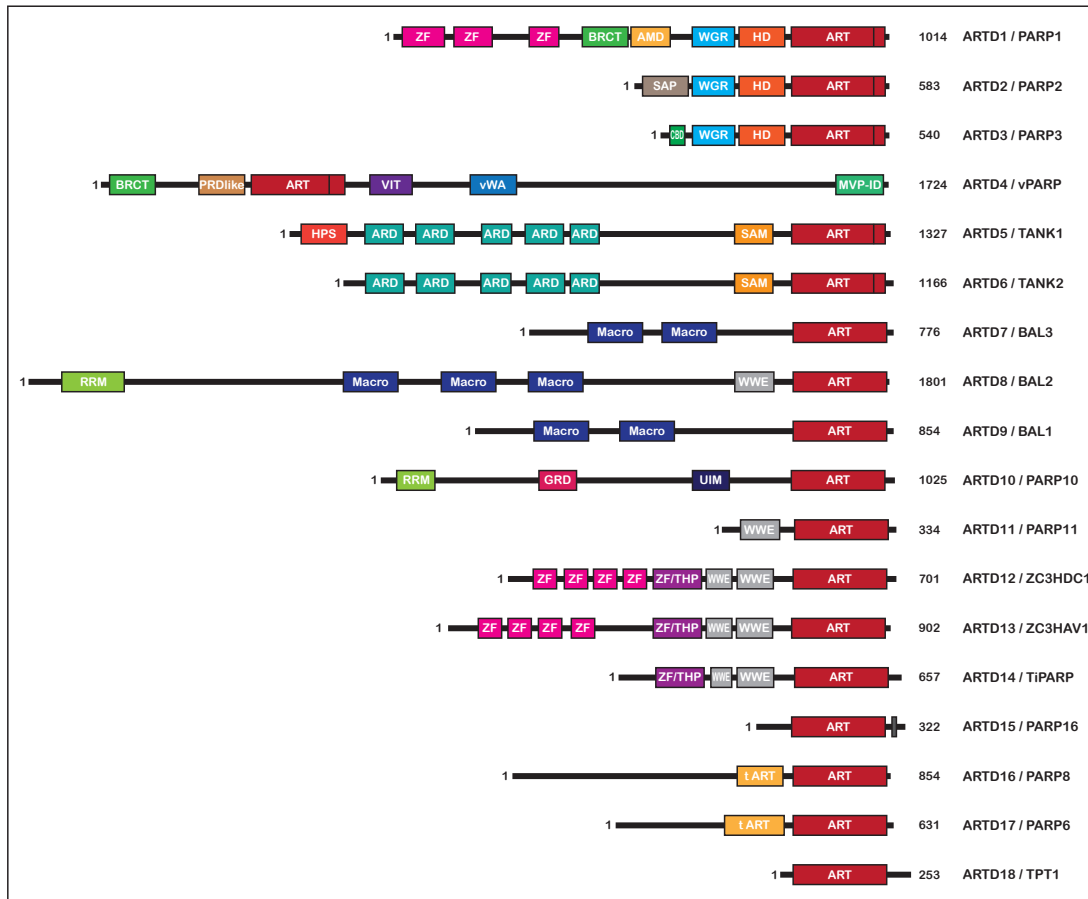 1 ZF ZF ZF BRCT AMD WGR HD ART 1014 ARTD1 / PARP1
1 SAP WGR HD ART 583 ARTD2 / PARP2
1 CBD WGR HD ART 540 ARTD3 / PARP3
1 BRCT PRDlike ART VIT vWA MVP-ID 1724 ARTD4 / vPARP
1 HPS ARD ARD ARD ARD ARD SAM ART 1327 ARTD5 / TANK1
1 ARD ARD ARD ARD ARD SAM ART 1166 ARTD6 / TANK2
1 Macro Macro ART 776 ARTD7 / BAL3
1 RRM Macro Macro Macro WWE ART 1801 ARTD8 / BAL2
1 Macro Macro ART 854 ARTD9 / BAL1
1 RRM GRD UIM ART 1025 ARTD10 / PARP10
1 WWE ART 334 ARTD11 / PARP11
1 ZF ZF ZF ZF ZF/THP WWE WWE ART 701 ARTD12 / ZC3HDC1
1 ZF ZF ZF ZF ZF/THP WWE WWE ART 902 ARTD13 / ZC3HAV1
1 ZF/THP WWE WWE ART 657 ARTD14 / TiPARP
1 ART 322 ARTD15 / PARP16
1 t ART ART 854 ARTD16 / PARP8
1 t ART ART 631 ARTD17 / PARP6
1 ART 253 ARTD18 / TPT1